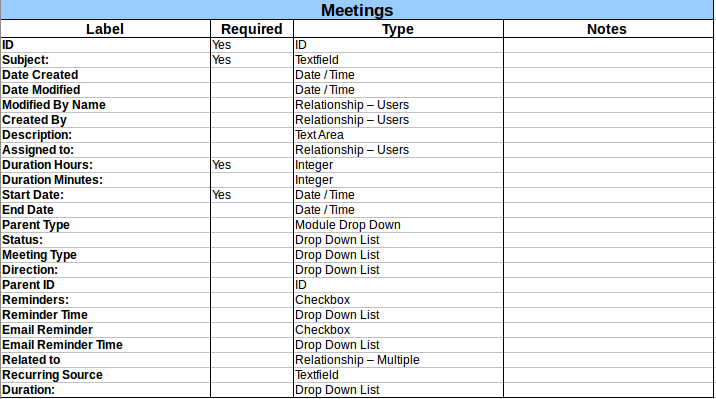 Meetings
Label Required Type Notes
ID Yes ID
Subject: Yes Textfield
Date Created Date / Time
Date Modified Date / Time
Modified By Name Relationship – Users
Created By Relationship – Users
Description: Text Area
Assigned to: Relationship – Users
Duration Hours: Yes Integer
Duration Minutes: Integer
Start Date: Yes Date / Time
End Date Date / Time
Parent Type Module Drop Down
Status: Drop Down List
Meeting Type Drop Down List
Direction: Drop Down List
Parent ID ID
Reminders: Checkbox
Reminder Time Drop Down List
Email Reminder Checkbox
Email Reminder Time Drop Down List
Related to Relationship – Multiple
Recurring Source Textfield
Duration: Drop Down List